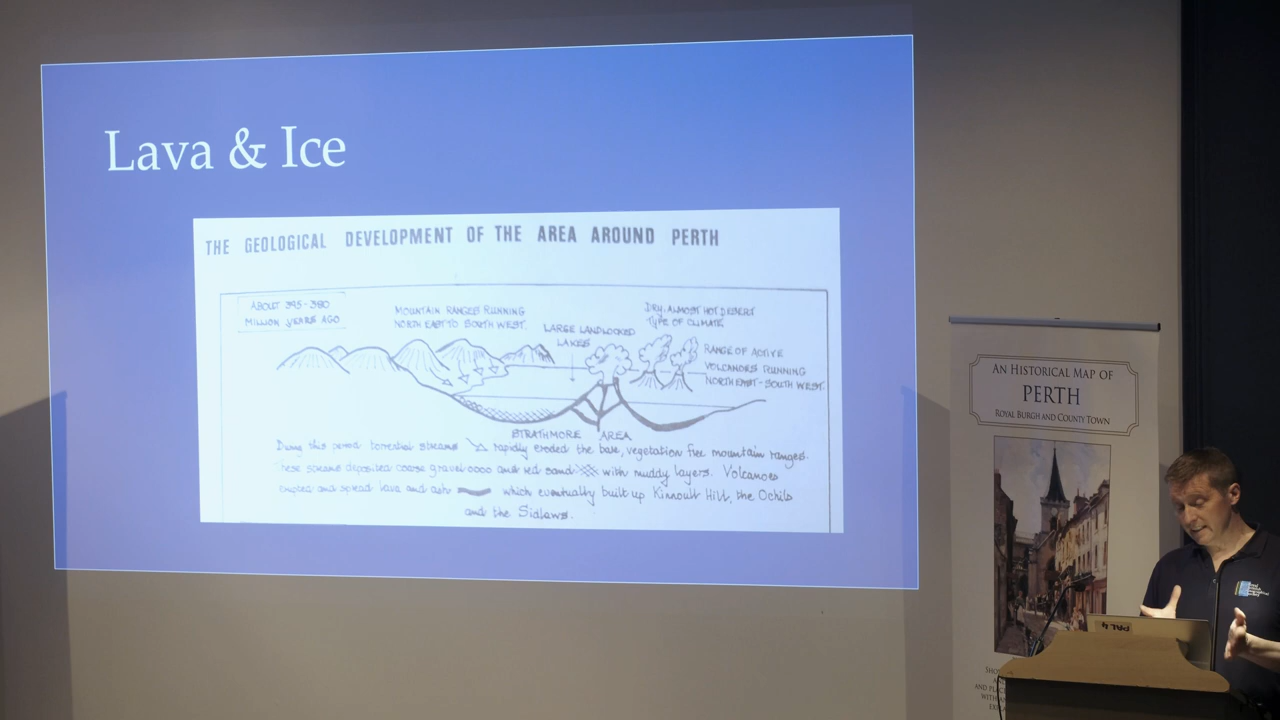 Lava & Ice
THE GEOLOGICAL DEVELOPMENT OF THE AREA AROUND PERTH
ABOUT 395-380
MILLION YEARS AGO
MOUNTAIN RANGES RUNNING
NORTH EAST TO SOUTH WEST.
LARGE LANDLOCKED
LAKES
DRY, ALMOST HOT DESERT
TYPE OF CLIMATE
RANGE OF ACTIVE
VOLCANOES RUNNING
NORTH EAST - SOUTH WEST.
STRATHMORE AREA
During this period torrential streams rapidly eroded the bare, vegetation free mountain ranges.
These streams deposited coarse gravel and red sand with muddy layers. Volcanoes
erupted and spread lava and ash which eventually built up Kinnoull Hill, the Ochils
and the Sidlaws.
AN HISTORICAL MAP OF
PERTH
ROYAL BURGH AND COUNTY TOWN
PAL 4